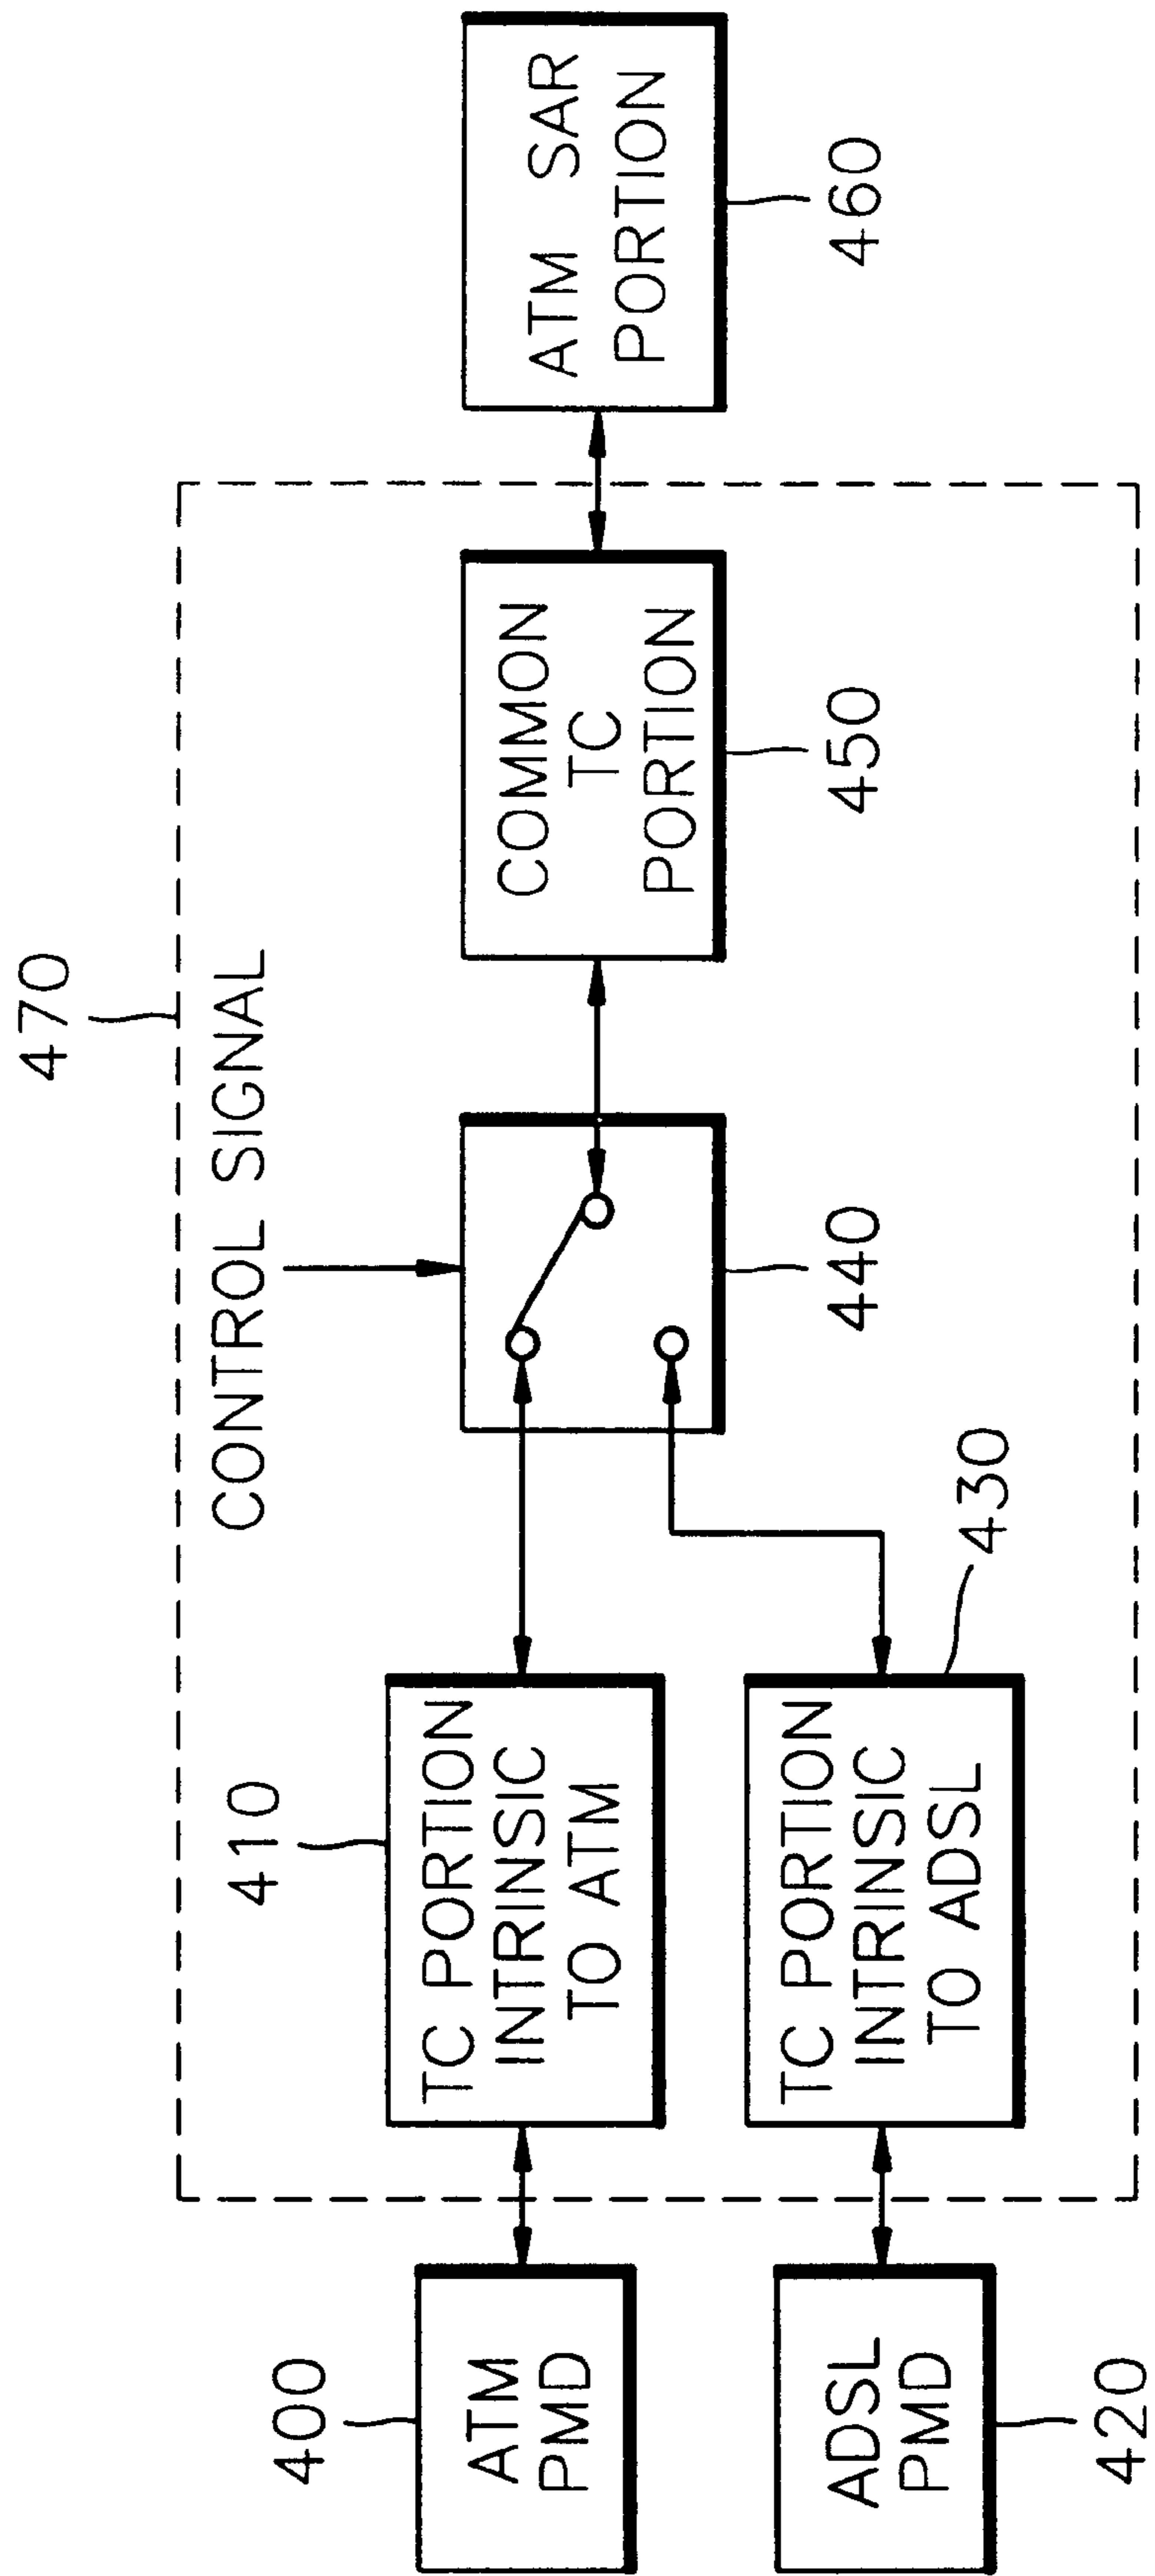 470
CONTROL SIGNAL
400
ATM
PMD
410
TC PORTION
INTRINSIC
TO ATM
440
COMMON
TC
PORTION
450
ATM SAR
PORTION
460
ADSL
PMD
420
TC PORTION
INTRINSIC
TO ADSL
430